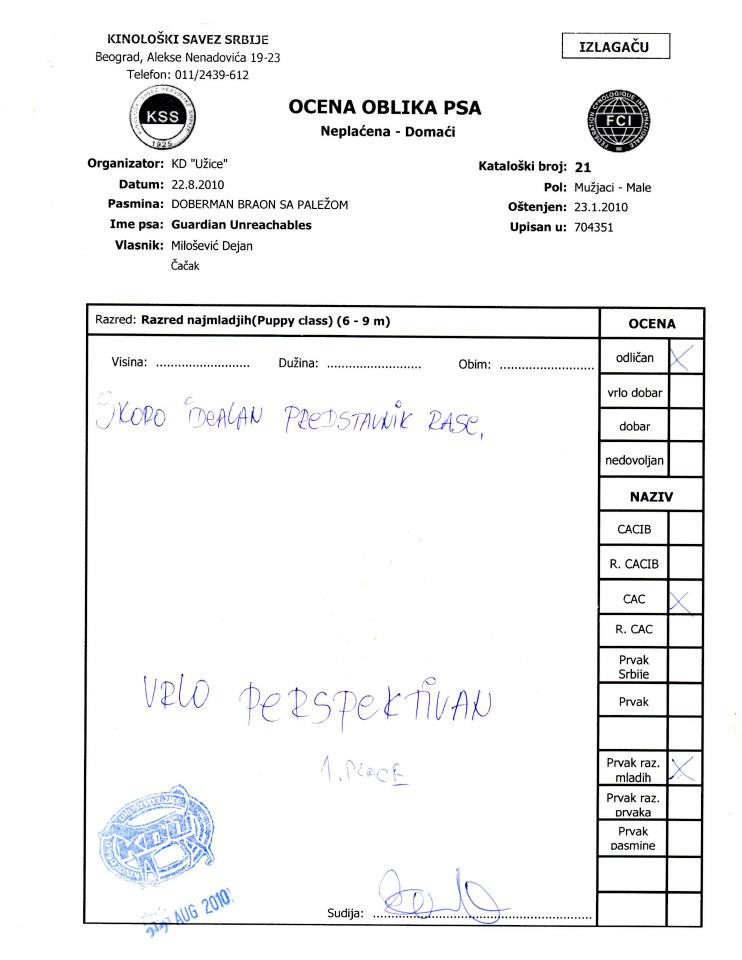 KINOLOŠKI SAVEZ SRBIJE
Beograd, Alekse Nenadovića 19-23
Telefon: 011/2439-612
IZLAGAČU
KSS
1925
OCENA OBLIKA PSA
Neplaćena - Domaći
FEDERATION CYNOLOGIQUE INTERNATIONALE
FCI
Organizator: KD "Užice"
Datum: 22.8.2010
Pasmina: DOBERMAN BRAON SA PALEŽOM
Ime psa: Guardian Unreachables
Vlasnik: Milošević Dejan
Čačak
Kataloški broj: 21
Pol: Mužjaci - Male
Oštenjen: 23.1.2010
Upisan u: 704351
Razred: Razred najmladjih(Puppy class) (6 - 9 m)
Visina: .......................... Dužina: .......................... Obim: ..........................
SKORO IDEALAN PREDSTAVNIK RASE,
VRLO PERSPEKTIVAN
1. PLACE
AUG 2010
Sudija: ..........................
OCENA
odličan X
vrlo dobar
dobar
nedovoljan
NAZIV
CACIB
R. CACIB
CAC X
R. CAC
Prvak
Srbije
Prvak
Prvak raz.
mladih X
Prvak raz.
prvaka
Prvak
pasmine